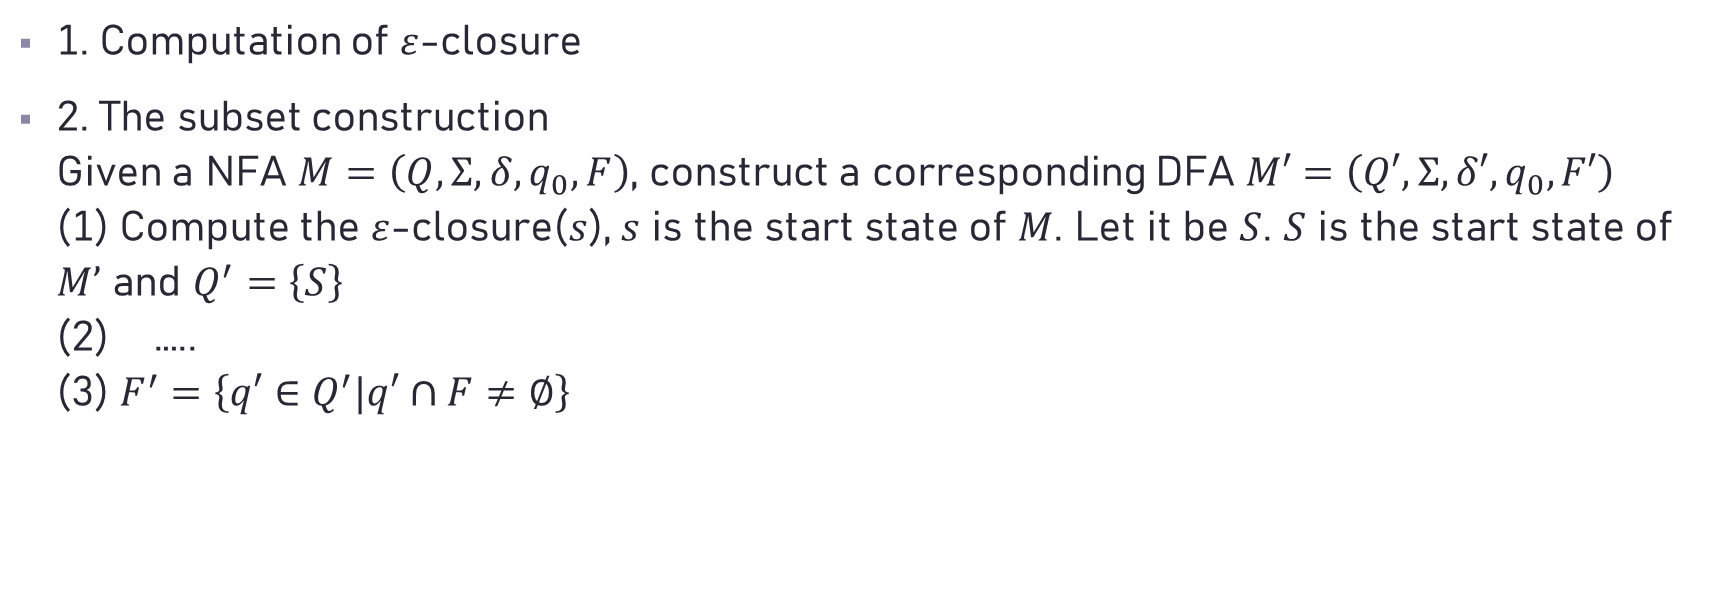 ▪ 1. Computation of ε-closure
▪ 2. The subset construction
Given a NFA M = (Q, Σ, δ, q₀, F), construct a corresponding DFA M′ = (Q′, Σ, δ′, q₀, F′)
(1) Compute the ε-closure(s), s is the start state of M. Let it be S. S is the start state of
M’ and Q′ = {S}
(2) .....
(3) F′ = {q′ ∈ Q′|q′ ∩ F ≠ ∅}